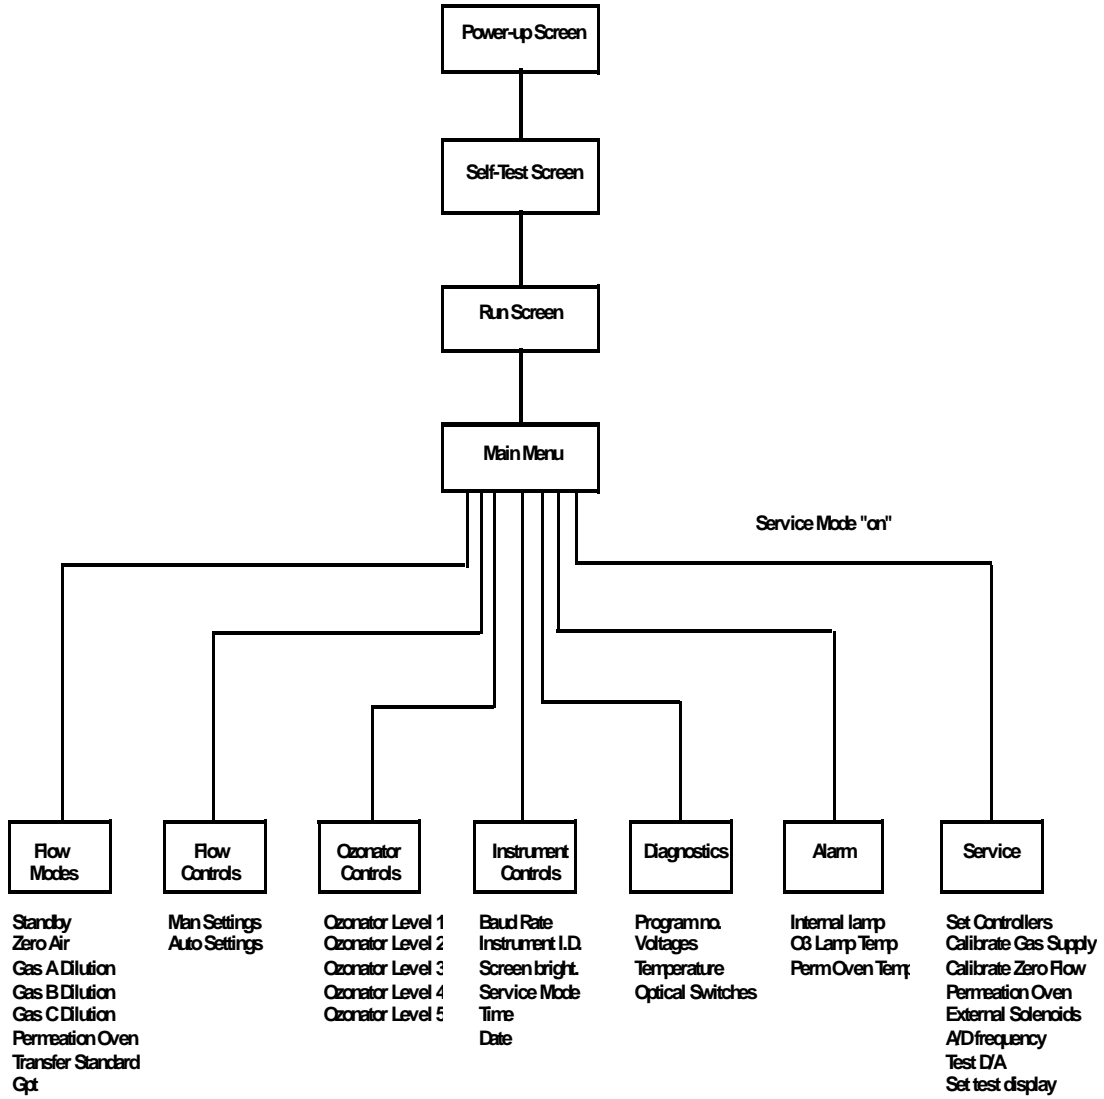 Power-up Screen
Self-Test Screen
Run Screen
Main Menu
Service Mode "on"
Flow
Modes
Flow
Controls
Ozonator
Controls
Instrument
Controls
Diagnostics
Alarm
Service
Standby
Zero Air
Gas A Dilution
Gas B Dilution
Gas C Dilution
Permeation Oven
Transfer Standard
Gpt
Man Settings
Auto Settings
Ozonator Level 1
Ozonator Level 2
Ozonator Level 3
Ozonator Level 4
Ozonator Level 5
Baud Rate
Instrument I.D.
Screen bright.
Service Mode
Time
Date
Program no.
Voltages
Temperature
Optical Switches
Internal lamp
O3 Lamp Temp
Perm Oven Temp
Set Controllers
Calibrate Gas Supply
Calibrate Zero Flow
Permeation Oven
External Solenoids
A/D frequency
Test D/A
Set test display